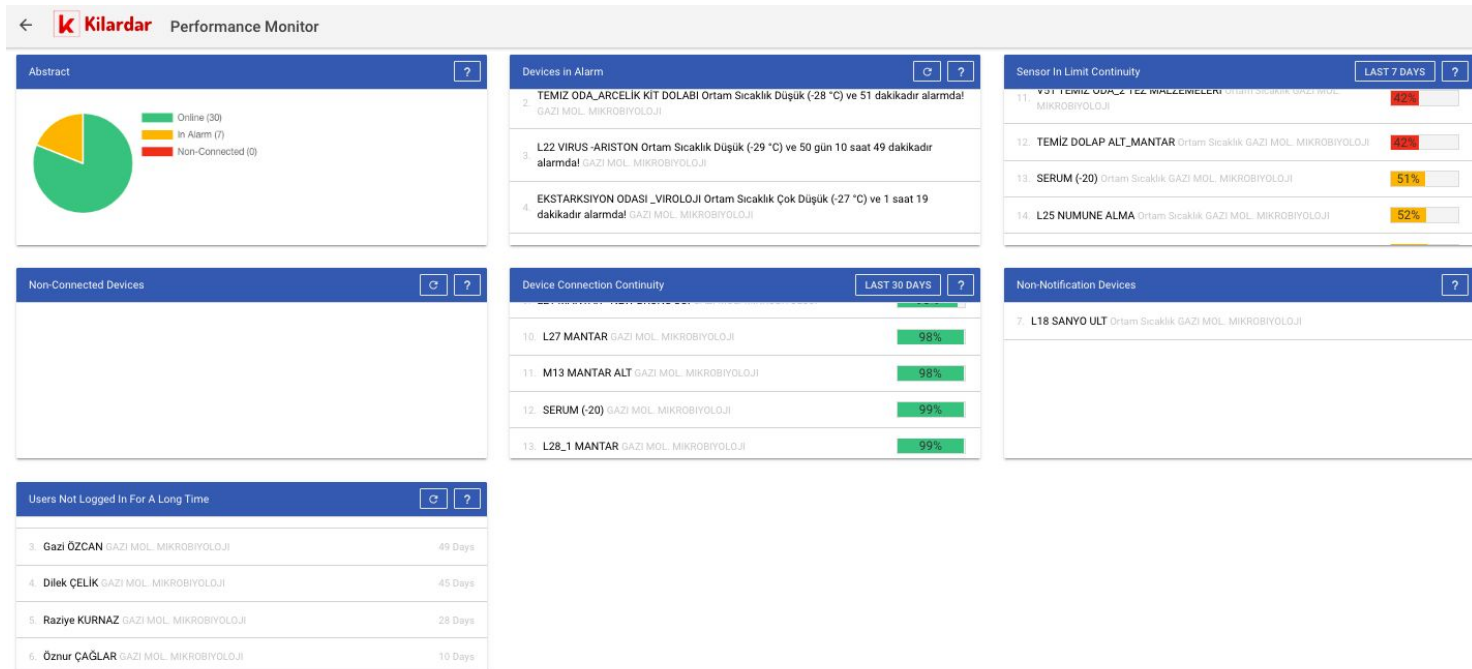 ← K Kilardar Performance Monitor
Abstract ?
Online (30)
In Alarm (7)
Non-Connected (0)
Devices in Alarm ?
2. TEMIZ ODA_ARCELİK KİT DOLABI Ortam Sıcaklık Düşük (-28 °C) ve 51 dakikadır alarmda!
GAZI MOL. MIKROBIYOLOJI
3. L22 VIRUS -ARISTON Ortam Sıcaklık Düşük (-29 °C) ve 50 gün 10 saat 49 dakikadır
alarmda! GAZI MOL. MIKROBIYOLOJI
4. EKSTARKSIYON ODASI _VIROLOJI Ortam Sıcaklık Çok Düşük (-27 °C) ve 1 saat 19
dakikadır alarmda! GAZI MOL. MIKROBIYOLOJI
Sensor In Limit Continuity LAST 7 DAYS ?
11. V51 TEMIZ ODA_2 TEZ MALZEMELERI Ortam Sıcaklık GAZI MOL.
MIKROBIYOLOJI 42%
12. TEMİZ DOLAP ALT_MANTAR Ortam Sıcaklık GAZI MOL. MIKROBIYOLOJI 42%
13. SERUM (-20) Ortam Sıcaklık GAZI MOL. MIKROBIYOLOJI 51%
14. L25 NUMUNE ALMA Ortam Sıcaklık GAZI MOL. MIKROBIYOLOJI 52%
Non-Connected Devices ?
Device Connection Continuity LAST 30 DAYS ?
10. L27 MANTAR GAZI MOL. MIKROBIYOLOJI 98%
11. M13 MANTAR ALT GAZI MOL. MIKROBIYOLOJI 98%
12. SERUM (-20) GAZI MOL. MIKROBIYOLOJI 99%
13. L28_1 MANTAR GAZI MOL. MIKROBIYOLOJI 99%
Non-Notification Devices ?
7. L18 SANYO ULT Ortam Sıcaklık GAZI MOL. MIKROBIYOLOJI
Users Not Logged In For A Long Time ?
3. Gazi ÖZCAN GAZI MOL. MIKROBIYOLOJI 49 Days
4. Dilek ÇELİK GAZI MOL. MIKROBIYOLOJI 45 Days
5. Raziye KURNAZ GAZI MOL. MIKROBIYOLOJI 28 Days
6. Öznur ÇAĞLAR GAZI MOL. MIKROBIYOLOJI 10 Days